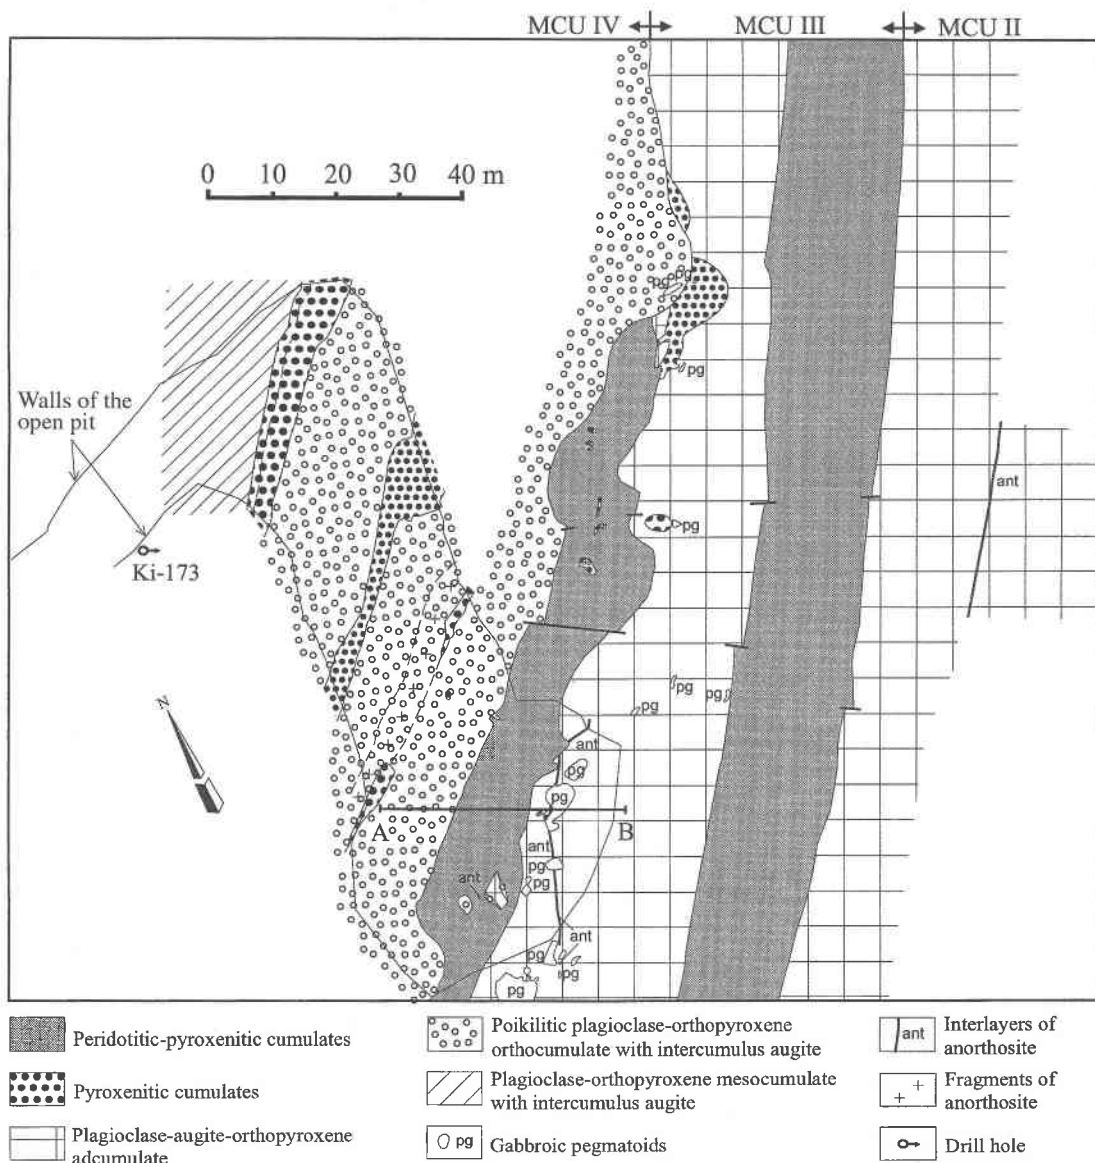 MCU IV MCU III MCU II
0 10 20 30 40 m
pg
pg
pg
Walls of the
open pit
ant
pg
Ki-173
pg
pg
pg
N
ant
pg
pg
A B
ant
pg
ant
pg
ant
pg
pg
pg
Peridotitic-pyroxenitic cumulates
Pyroxenitic cumulates
Plagioclase-augite-orthopyroxene
adcumulate
Poikilitic plagioclase-orthopyroxene
orthocumulate with intercumulus augite
Plagioclase-orthopyroxene mesocumulate
with intercumulus augite
pg Gabbroic pegmatoids
ant Interlayers of
anorthosite
Fragments of
anorthosite
Drill hole